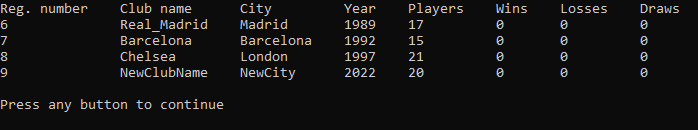 Reg. number Club name City Year Players Wins Losses Draws
6 Real_Madrid Madrid 1989 17 0 0 0
7 Barcelona Barcelona 1992 15 0 0 0
8 Chelsea London 1997 21 0 0 0
9 NewClubName NewCity 2022 20 0 0 0
Press any button to continue